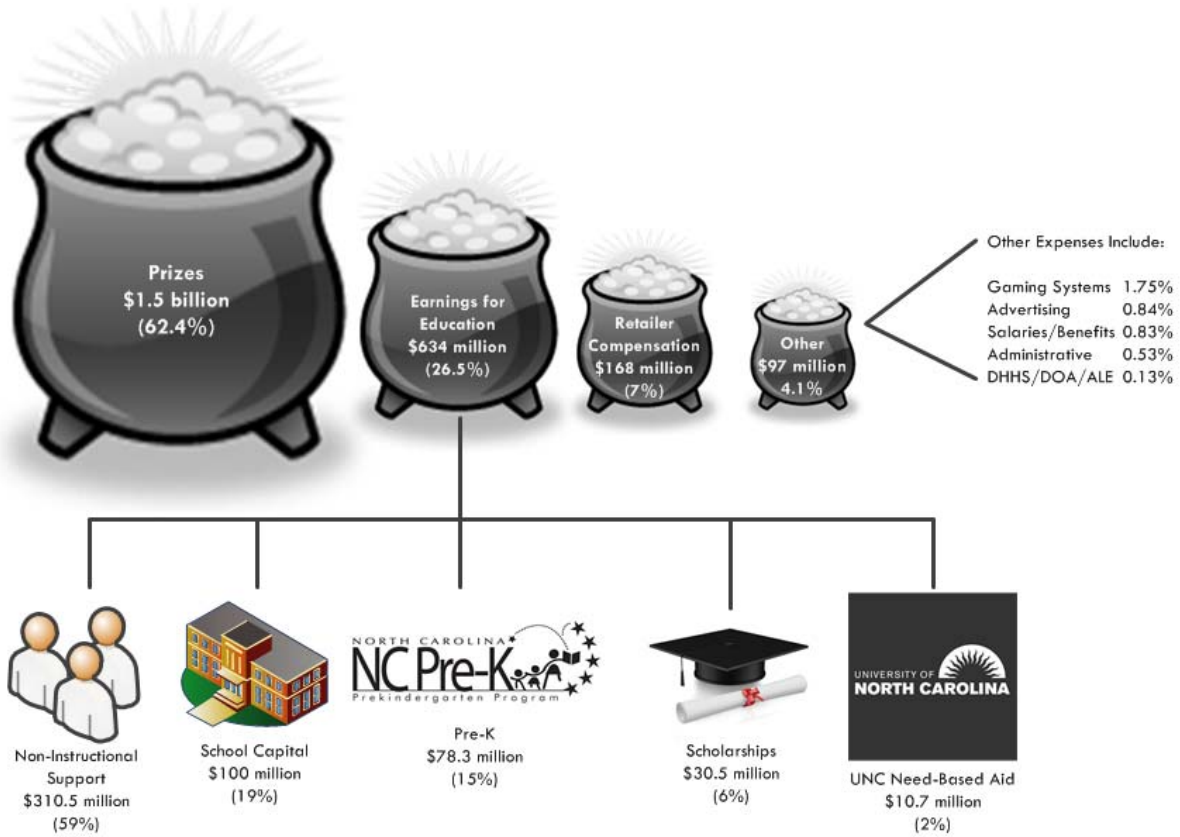 Prizes
$1.5 billion
(62.4%)
Earnings for
Education
$634 million
(26.5%)
Retailer
Compensation
$168 million
(7%)
Other
$97 million
4.1%
Other Expenses Include:
Gaming Systems 1.75%
Advertising 0.84%
Salaries/Benefits 0.83%
Administrative 0.53%
DHHS/DOA/ALE 0.13%
Non-Instructional
Support
$310.5 million
(59%)
School Capital
$100 million
(19%)
NORTH CAROLINA
NC Pre-K
Prekindergarten Program
Pre-K
$78.3 million
(15%)
Scholarships
$30.5 million
(6%)
UNIVERSITY OF
NORTH CAROLINA
UNC Need-Based Aid
$10.7 million
(2%)